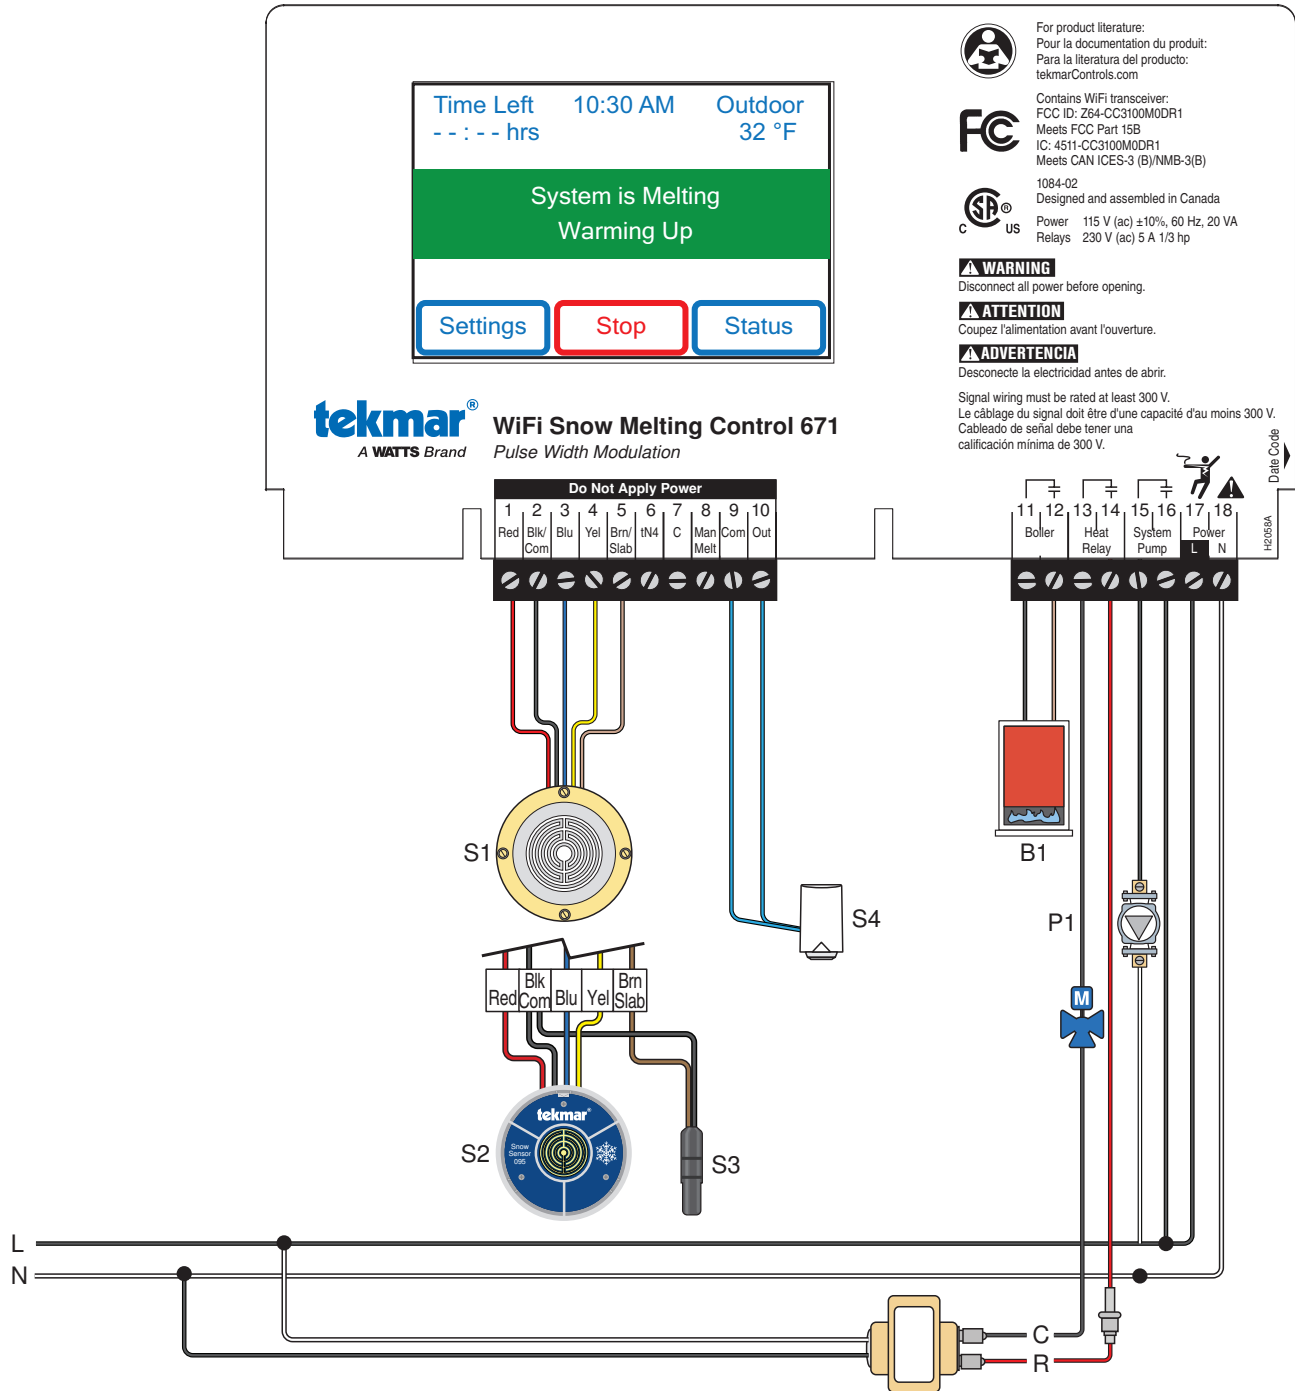 For product literature:
Pour la documentation du produit:
Para la literatura del producto:
tekmarControls.com
Contains WiFi transceiver:
FCC ID: Z64-CC3100M0DR1
Meets FCC Part 15B
IC: 4511-CC3100M0DR1
Meets CAN ICES-3 (B)/NMB-3(B)
FC
1084-02
Designed and assembled in Canada
Power 115 V (ac) ±10%, 60 Hz, 20 VA
Relays 230 V (ac) 5 A 1/3 hp
C SA ® US
WARNING
Disconnect all power before opening.
ATTENTION
Coupez l'alimentation avant l'ouverture.
ADVERTENCIA
Desconecte la electricidad antes de abrir.
Signal wiring must be rated at least 300 V.
Le câblage du signal doit être d'une capacité d'au moins 300 V.
Cableado de señal debe tener una
calificación mínima de 300 V.
Date Code
H2058A
Time Left 10:30 AM Outdoor
- - : - - hrs 32 °F
System is Melting
Warming Up
Settings Stop Status
tekmar®
A WATTS Brand
WiFi Snow Melting Control 671
Pulse Width Modulation
Do Not Apply Power
1 2 3 4 5 6 7 8 9 10
Red Blk/ Blu Yel Brn/ tN4 C Man Com Out
Com Slab Melt
11 12 13 14 15 16 17 18
Boiler Heat System Power
Relay Pump L N
S1
B1
S4
P1
M
Blk Brn
Red Com Blu Yel Slab
tekmar®
Snow
Sensor
095
S2
S3
L
N
C
R